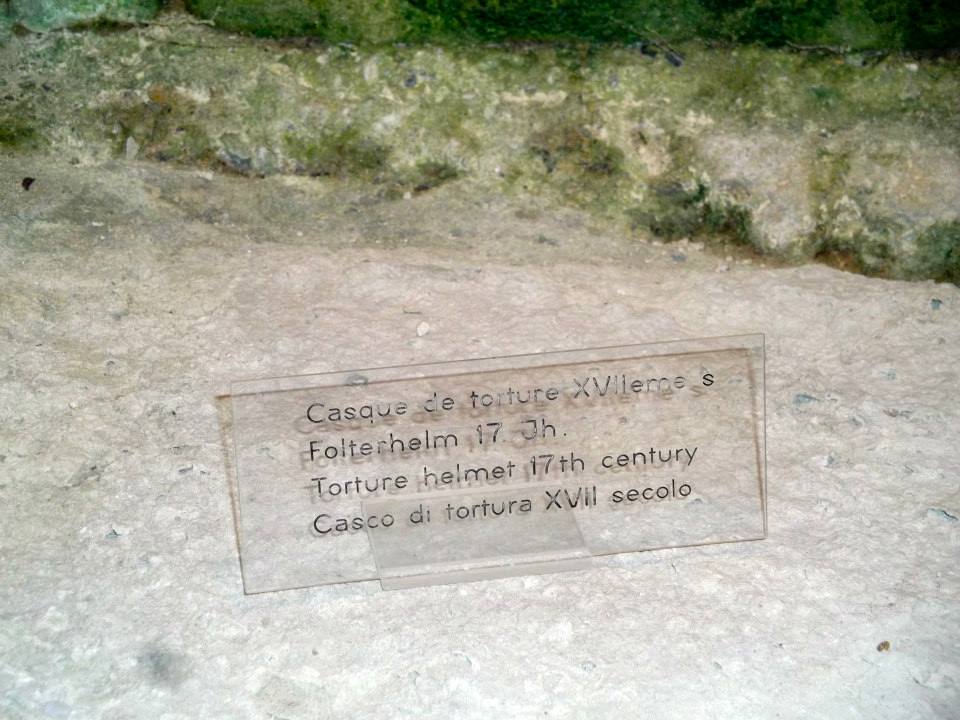 Casque de torture XVIIeme s
Folterhelm 17. Jh.
Torture helmet 17th century
Casco di tortura XVII secolo